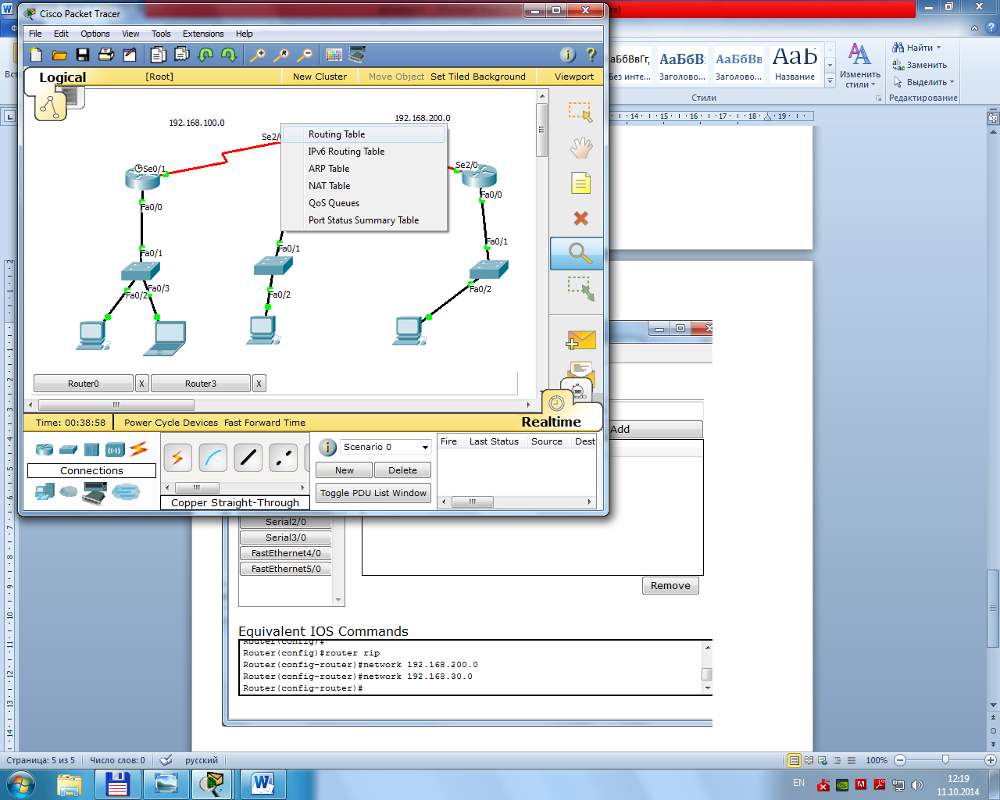 Cisco Packet Tracer
File Edit Options View Tools Extensions Help
Logical [Root] New Cluster Move Object Set Tiled Background Viewport
192.168.100.0
192.168.200.0
Se2/0
Se0/1
Se2/0
Fa0/0
Fa0/0
Fa0/1
Fa0/1
Fa0/1
Fa0/2
Fa0/3
Fa0/2
Fa0/2
Routing Table
IPv6 Routing Table
ARP Table
NAT Table
QoS Queues
Port Status Summary Table
Router0 X Router3 X
Time: 00:38:58 Power Cycle Devices Fast Forward Time Realtime
Connections
Copper Straight-Through
Scenario 0
New Delete
Toggle PDU List Window
Fire Last Status Source Dest
АаБбВвГг, АаБбВ АаБбВв АаВ
Без инте... Заголово... Заголово... Название
Изменить стили
Найти
Заменить
Выделить
Стили
Редактирование
14 15 16 17 18 19
Add
Serial2/0
Serial3/0
FastEthernet4/0
FastEthernet5/0
Remove
Equivalent IOS Commands
Router(config)#
Router(config)#router rip
Router(config-router)#network 192.168.200.0
Router(config-router)#network 192.168.30.0
Router(config-router)#
Страница: 5 из 5 Число слов: 0 русский 100%
EN 12:19
11.10.2014